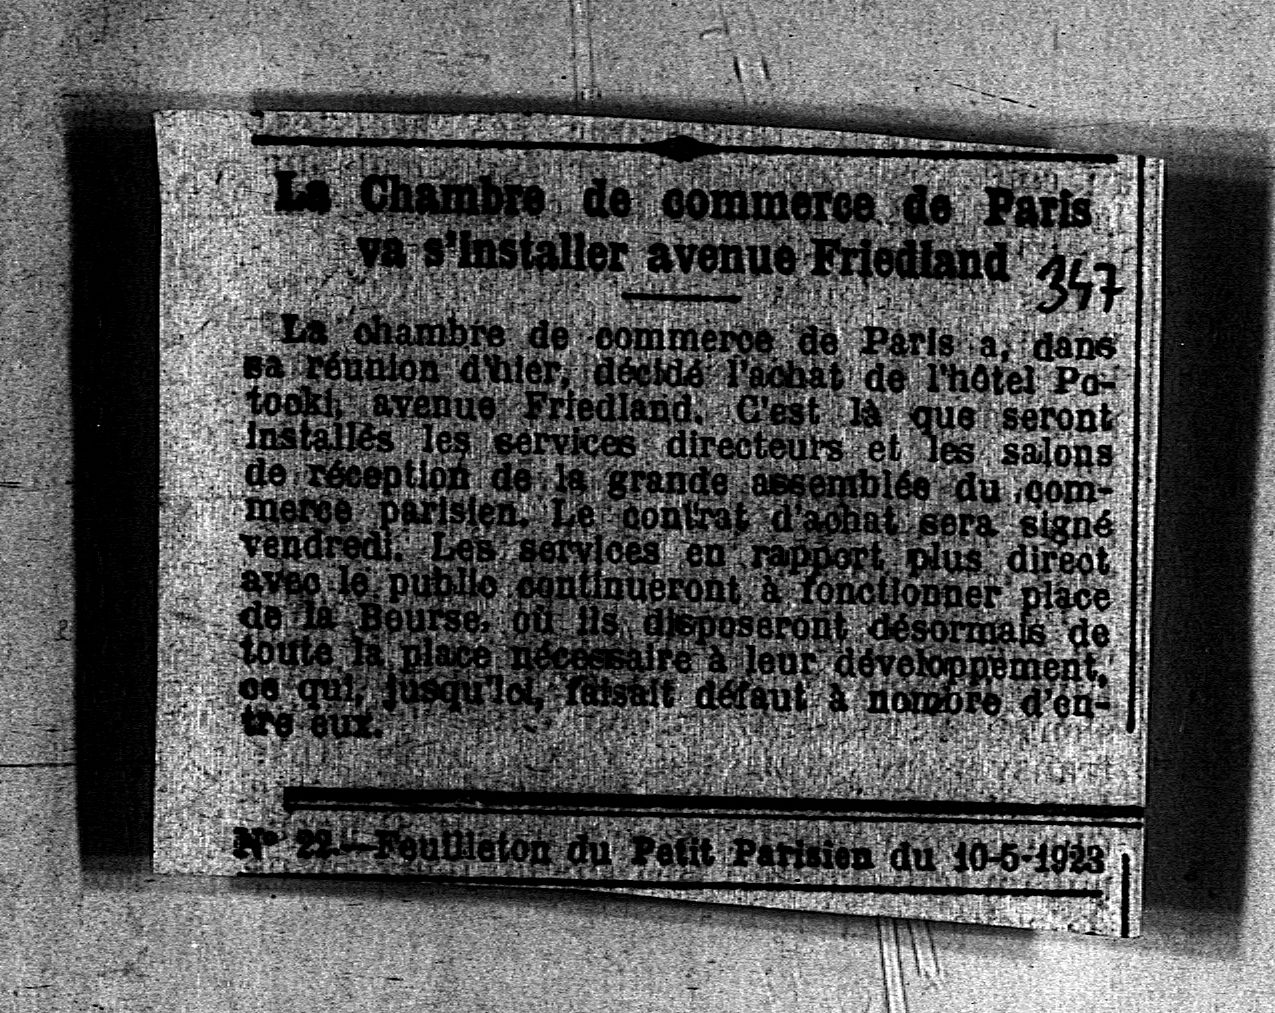 La Chambre de commerce de Paris
va s'installer avenue Friedland
347
La chambre de commerce de Paris a, dans
sa réunion d'hier, décidé l'achat de l'hôtel Po-
tocki, avenue Friedland. C'est là que seront
installés les services directeurs et les salons
de réception de la grande assemblée du com-
merce parisien. Le contrat d'achat sera signé
vendredi. Les services en rapport plus direct
avec le public continueront à fonctionner place
de la Bourse, où ils disposeront désormais de
toute la place nécessaire à leur développement,
ce qui, jusqu'ici, faisait défaut à nombre d'en-
tre eux.
No 22.—Feuilleton du Petit Parisien du 10-5-1923